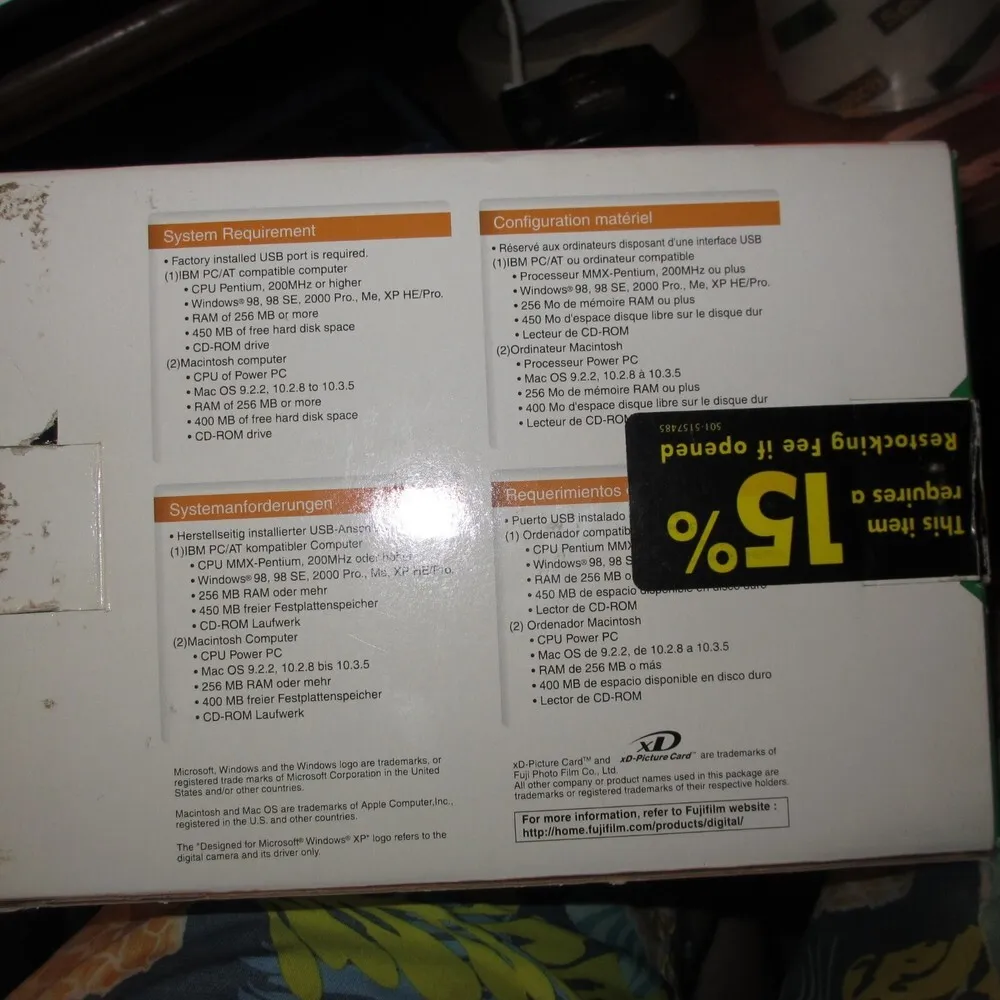 System Requirement
• Factory installed USB port is required.
(1)IBM PC/AT compatible computer
• CPU Pentium, 200MHz or higher
• Windows® 98, 98 SE, 2000 Pro., Me, XP HE/Pro.
• RAM of 256 MB or more
• 450 MB of free hard disk space
• CD-ROM drive
(2)Macintosh computer
• CPU of Power PC
• Mac OS 9.2.2, 10.2.8 to 10.3.5
• RAM of 256 MB or more
• 400 MB of free hard disk space
• CD-ROM drive
Configuration matériel
• Réservé aux ordinateurs disposant d'une interface USB
(1)IBM PC/AT ou ordinateur compatible
• Processeur MMX-Pentium, 200MHz ou plus
• Windows® 98, 98 SE, 2000 Pro., Me, XP HE/Pro.
• 256 Mo de mémoire RAM ou plus
• 450 Mo d'espace disque libre sur le disque dur
• Lecteur de CD-ROM
(2)Ordinateur Macintosh
• Processeur Power PC
• Mac OS 9.2.2, 10.2.8 à 10.3.5
• 256 Mo de mémoire RAM ou plus
• 400 Mo d'espace disque libre sur le disque dur
• Lecteur de CD-ROM
Systemanforderungen
• Herstellseitig installierter
(1)IBM PC/AT kompatibler Computer
• CPU MMX-Pentium, 200MHz oder höher
• Windows® 98, 98 SE, 2000 Pro., Me, XP HE/Pro.
• 256 MB RAM oder mehr
• 450 MB freier Festplattenspeicher
• CD-ROM Laufwerk
(2)Macintosh Computer
• CPU Power PC
• Mac OS 9.2.2, 10.2.8 bis 10.3.5
• 256 MB RAM oder mehr
• 400 MB freier Festplattenspeicher
• CD-ROM Laufwerk
Requerimientos
• Puerto USB instalado
(1) Ordenador
• CPU Pentium MMX
• Windows® 98, 98 S
• RAM de 256 MB o
• 450 MB de espacio disponible en disco duro
• Lector de CD-ROM
(2) Ordenador Macintosh
• CPU Power PC
• Mac OS de 9.2.2, de 10.2.8 a 10.3.5
• RAM de 256 MB o más
• 400 MB de espacio disponible en disco duro
• Lector de CD-ROM
This item
requires a
15%
Restocking Fee if opened
501-5157485
Microsoft, Windows and the Windows logo are trademarks, or
registered trade marks of Microsoft Corporation in the United
States and/or other countries.
Macintosh and Mac OS are trademarks of Apple Computer,Inc.,
registered in the U.S. and other countries.
The "Designed for Microsoft® Windows® XP" logo refers to the
digital camera and its driver only.
xD
xD-Picture Card™ and xD-Picture Card™ are trademarks of
Fuji Photo Film Co., Ltd.
All other company or product names used in this package are
trademarks or registered trademarks of their respective holders.
For more information, refer to Fujifilm website :
http://home.fujifilm.com/products/digital/